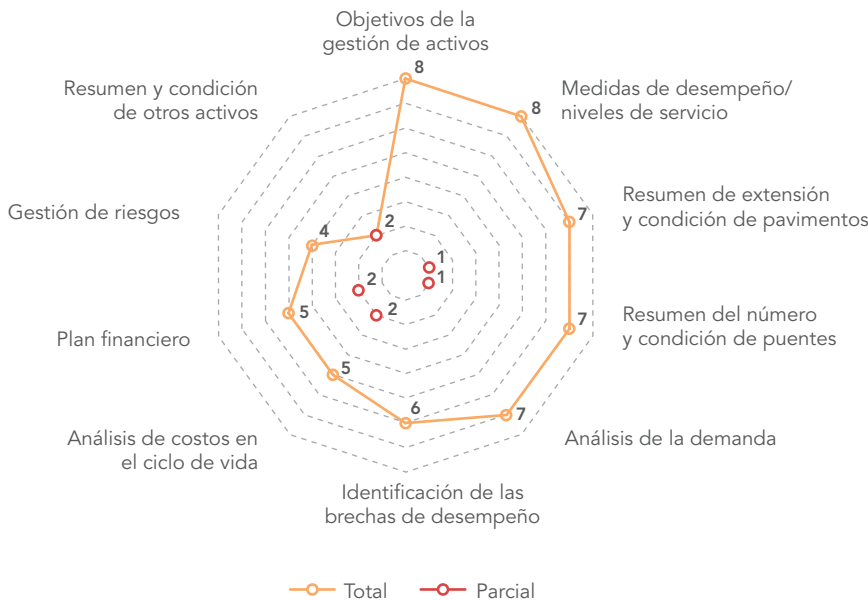 Objetivos de la
gestión de activos
8
Medidas de desempeño/
niveles de servicio
8
Resumen de extensión
y condición de pavimentos
7
1
Resumen del número
y condición de puentes
7
1
Análisis de la demanda
7
Identificación de las
brechas de desempeño
6
Análisis de costos en
el ciclo de vida
5
2
Plan financiero
5
2
Gestión de riesgos
4
Resumen y condición
de otros activos
2
Total
Parcial